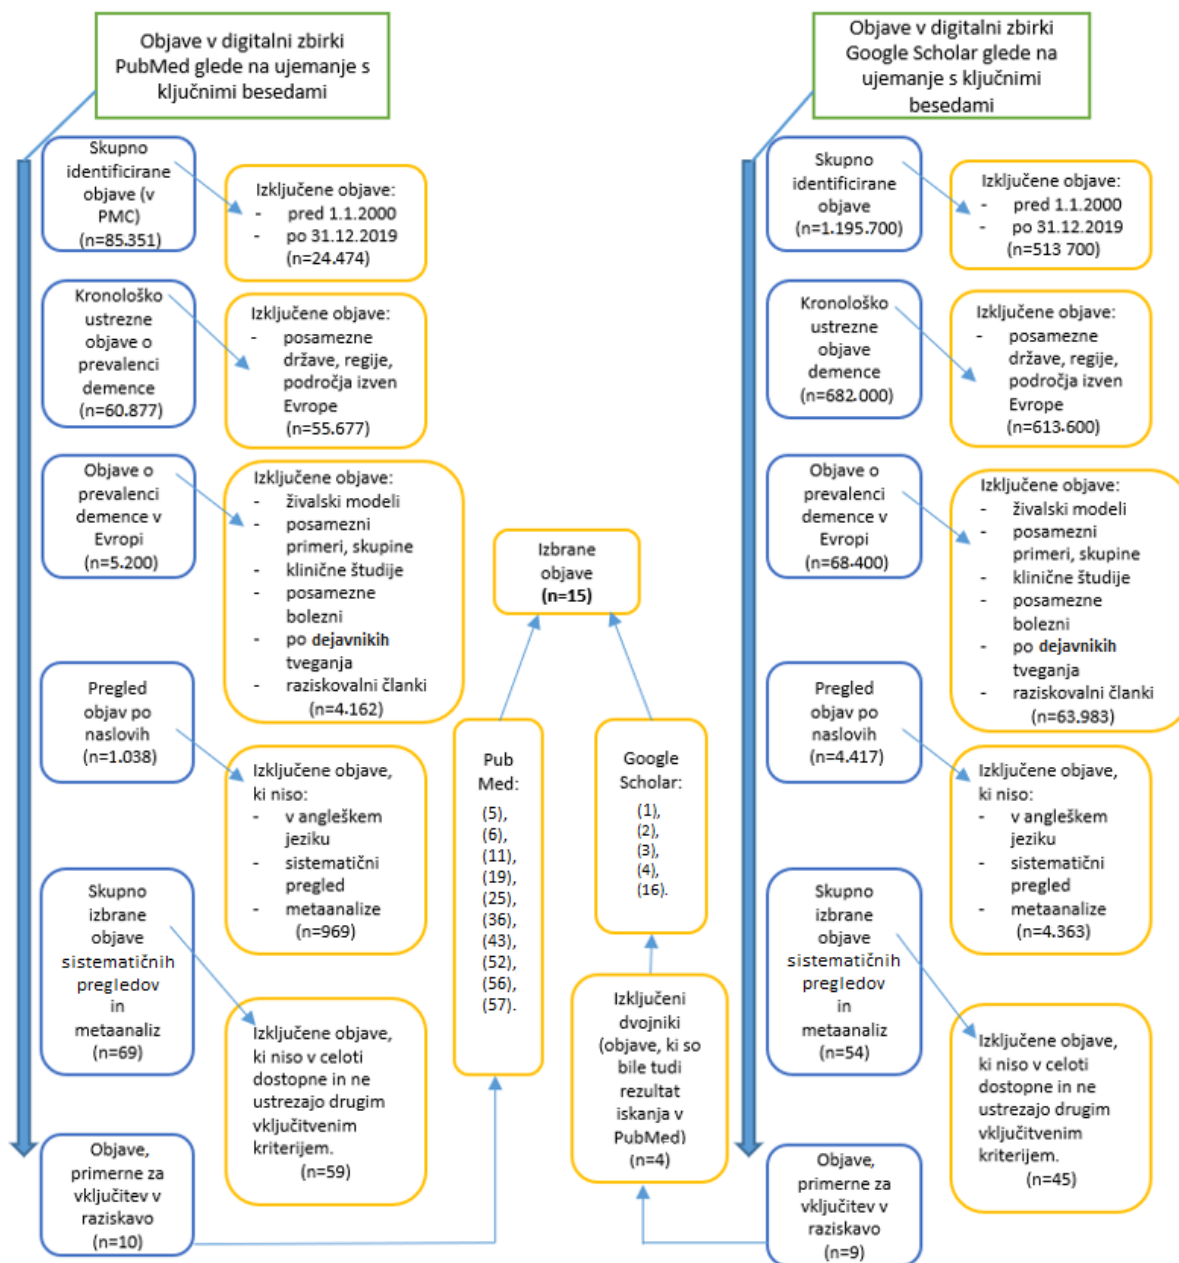 Objave v digitalni zbirki
PubMed glede na ujemanje s
ključnimi besedami
Skupno
identificirane
objave (v
PMC)
(n=85.351)
Izključene objave:
- pred 1.1.2000
- po 31.12.2019
(n=24.474)
Kronološko
ustrezne
objave o
prevalenci
demence
(n=60.877)
Izključene objave:
- posamezne
države, regije,
področja izven
Evrope
(n=55.677)
Objave o
prevalenci
demence v
Evropi
(n=5.200)
Izključene objave:
- živalski modeli
- posamezni
primeri, skupine
- klinične študije
- posamezne
bolezni
- po dejavnikih
tveganja
- raziskovalni članki
(n=4.162)
Pregled
objav po
naslovih
(n=1.038)
Izključene objave,
ki niso:
- v angleškem
jeziku
- sistematični
pregled
- metaanalize
(n=969)
Skupno
izbrane
objave
sistematičnih
pregledov
in
metaanaliz
(n=69)
Izključene objave,
ki niso v celoti
dostopne in ne
ustrezajo drugim
vključitvenim
kriterijem.
(n=59)
Objave,
primerne za
vključitev v
raziskavo
(n=10)
Izbrane
objave
(n=15)
Pub
Med:
(5),
(6),
(11),
(19),
(25),
(36),
(43),
(52),
(56),
(57).
Google
Scholar:
(1),
(2),
(3),
(4),
(16).
Izključeni
dvojniki
(objave, ki so
bile tudi
rezultat
iskanja v
PubMed)
(n=4)
Objave v digitalni zbirki
Google Scholar glede na
ujemanje s ključnimi
besedami
Skupno
identificirane
objave
(n=1.195.700)
Izključene objave:
- pred 1.1.2000
- po 31.12.2019
(n=513 700)
Kronološko
ustrezne
objave
demence
(n=682.000)
Izključene objave:
- posamezne
države, regije,
področja izven
Evrope
(n=613.600)
Objave o
prevalenci
demence v
Evropi
(n=68.400)
Izključene objave:
- živalski modeli
- posamezni
primeri, skupine
- klinične študije
- posamezne
bolezni
- po dejavnikih
tveganja
- raziskovalni članki
(n=63.983)
Pregled
objav po
naslovih
(n=4.417)
Izključene objave,
ki niso:
- v angleškem
jeziku
- sistematični
pregled
- metaanalize
(n=4.363)
Skupno
izbrane
objave
sistematičnih
pregledov
in
metaanaliz
(n=54)
Izključene objave,
ki niso v celoti
dostopne in ne
ustrezajo drugim
vključitvenim
kriterijem.
(n=45)
Objave,
primerne za
vključitev v
raziskavo
(n=9)